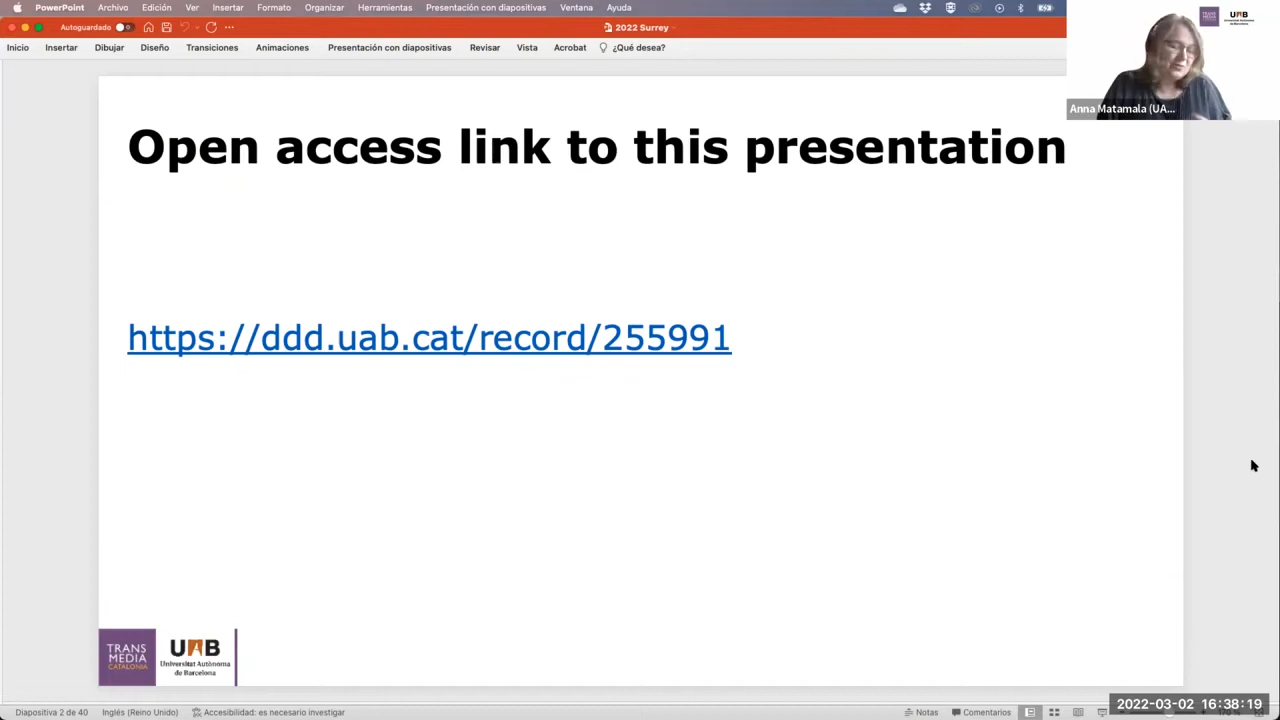 PowerPoint Archivo Edición Ver Insertar Formato Organizar Herramientas Presentación con diapositivas Ventana Ayuda
Autoguardado
2022 Surrey
Inicio Insertar Dibujar Diseño Transiciones Animaciones Presentación con diapositivas Revisar Vista Acrobat ¿Qué desea?
UAB
Anna Matamala (UA...
Open access link to this presentation
https://ddd.uab.cat/record/255991
TRANS
MEDIA
CATALONIA
UAB
Universitat Autònoma
de Barcelona
Diapositiva 2 de 40 Inglés (Reino Unido) Accesibilidad: es necesario investigar Notas Comentarios
2022-03-02 16:38:19